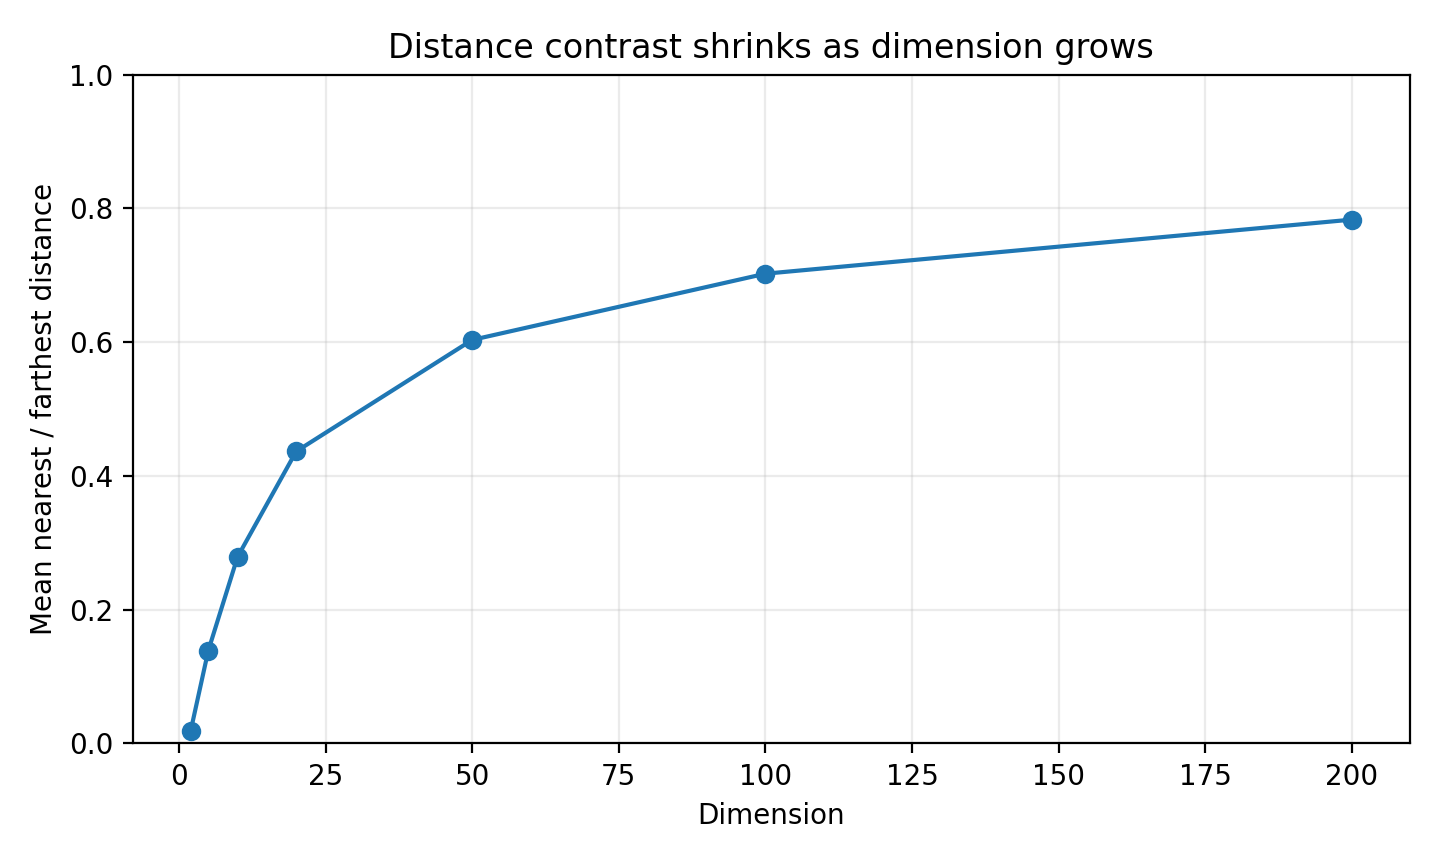 Distance contrast shrinks as dimension grows
Mean nearest / farthest distance
1.0
0.8
0.6
0.4
0.2
0.0
0 25 50 75 100 125 150 175 200
Dimension